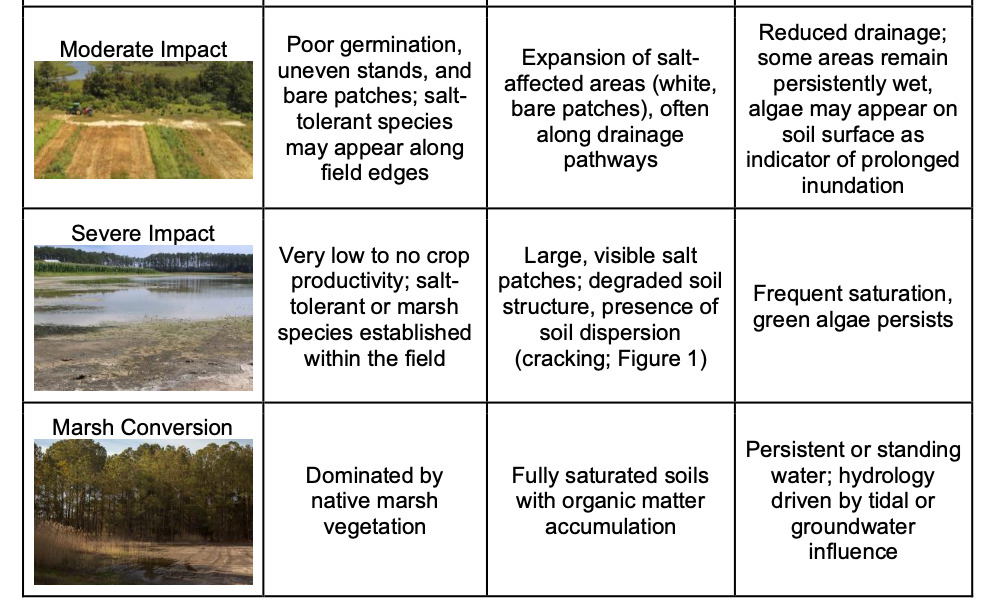 Moderate Impact
Poor germination,
uneven stands, and
bare patches; salt-
tolerant species
may appear along
field edges
Expansion of salt-
affected areas (white,
bare patches), often
along drainage
pathways
Reduced drainage;
some areas remain
persistently wet,
algae may appear on
soil surface as
indicator of prolonged
inundation
Severe Impact
Very low to no crop
productivity; salt-
tolerant or marsh
species established
within the field
Large, visible salt
patches; degraded soil
structure, presence of
soil dispersion
(cracking; Figure 1)
Frequent saturation,
green algae persists
Marsh Conversion
Dominated by
native marsh
vegetation
Fully saturated soils
with organic matter
accumulation
Persistent or standing
water; hydrology
driven by tidal or
groundwater
influence